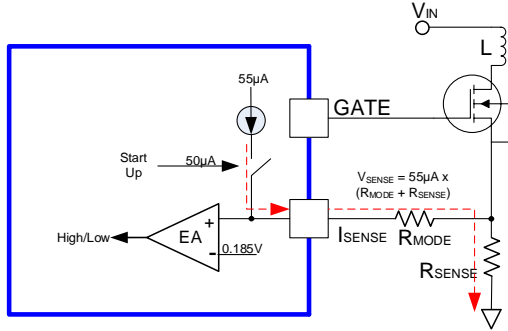 VIN
L
55µA
GATE
Start
Up
50µA
VSENSE = 55µA x
(RMODE + RSENSE)
+
EA
-
0.185V
High/Low
ISENSE
RMODE
RSENSE